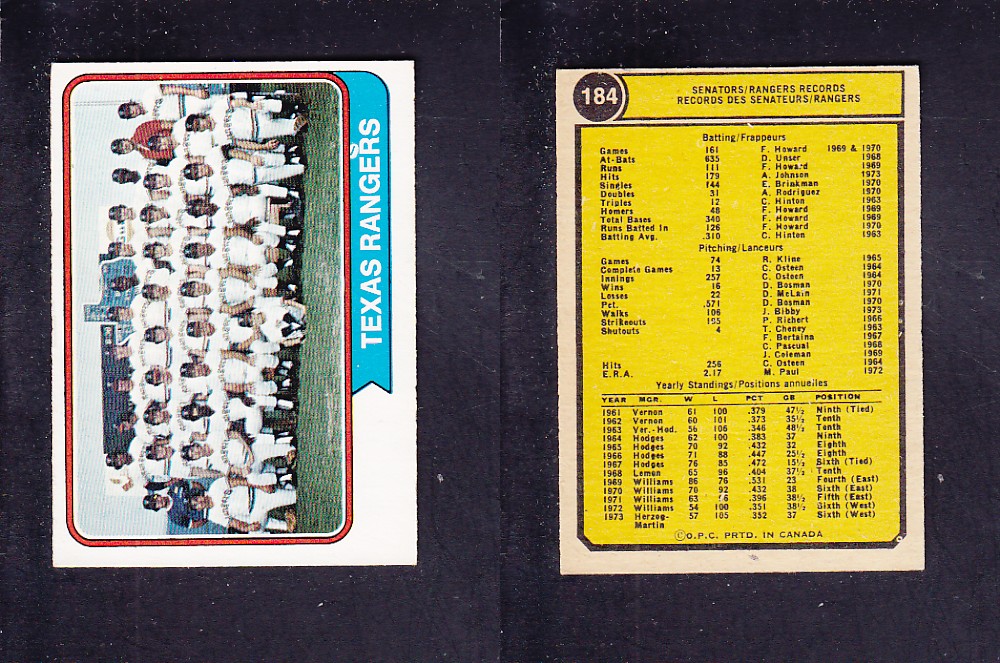 TEXAS RANGERS
184
SENATORS/RANGERS RECORDS
RECORDS DES SENATEURS/RANGERS
Batting/Frappeurs
Games 161 F. Howard 1969 & 1970
At-Bats 635 D. Unser 1968
Runs 111 F. Howard 1969
Hits 179 A. Johnson 1973
Singles 144 E. Brinkman 1970
Doubles 31 A. Rodriguez 1970
Triples 12 C. Hinton 1963
Homers 48 F. Howard 1969
Total Bases 340 F. Howard 1969
Runs Batted In 126 F. Howard 1970
Batting Avg. .310 C. Hinton 1963
Pitching/Lanceurs
Games 74 R. Kline 1965
Complete Games 13 C. Osteen 1964
Innings 257 C. Osteen 1964
Wins 16 D. Bosman 1970
Losses 22 D. McLain 1971
Pct. .571 D. Bosman 1970
Walks 106 J. Bibby 1973
Strikeouts 195 P. Richert 1966
Shutouts 4 T. Cheney 1963
F. Bertaina 1967
C. Pascual 1968
J. Coleman 1969
Hits 256 C. Osteen 1964
E.R.A. 2.17 M. Paul 1972
Yearly Standings/Positions annuelles
YEAR MGR. W L PCT GB POSITION
1961 Vernon 61 100 .379 47½ Ninth (Tied)
1962 Vernon 60 101 .373 35½ Tenth
1963 Ver.-Hod. 56 106 .346 48½ Tenth
1964 Hodges 62 100 .383 37 Ninth
1965 Hodges 70 92 .432 32 Eighth
1966 Hodges 71 88 .447 25½ Eighth
1967 Hodges 76 85 .472 15½ Sixth (Tied)
1968 Lemon 65 96 .404 37½ Tenth
1969 Williams 86 76 .531 23 Fourth (East)
1970 Williams 70 92 .432 38 Sixth (East)
1971 Williams 63 .396 38½ Fifth (East)
1972 Williams 54 100 .351 38½ Sixth (West)
1973 Herzog- 57 105 .352 37 Sixth (West)
Martin
©O.P.C. PRTD. IN CANADA